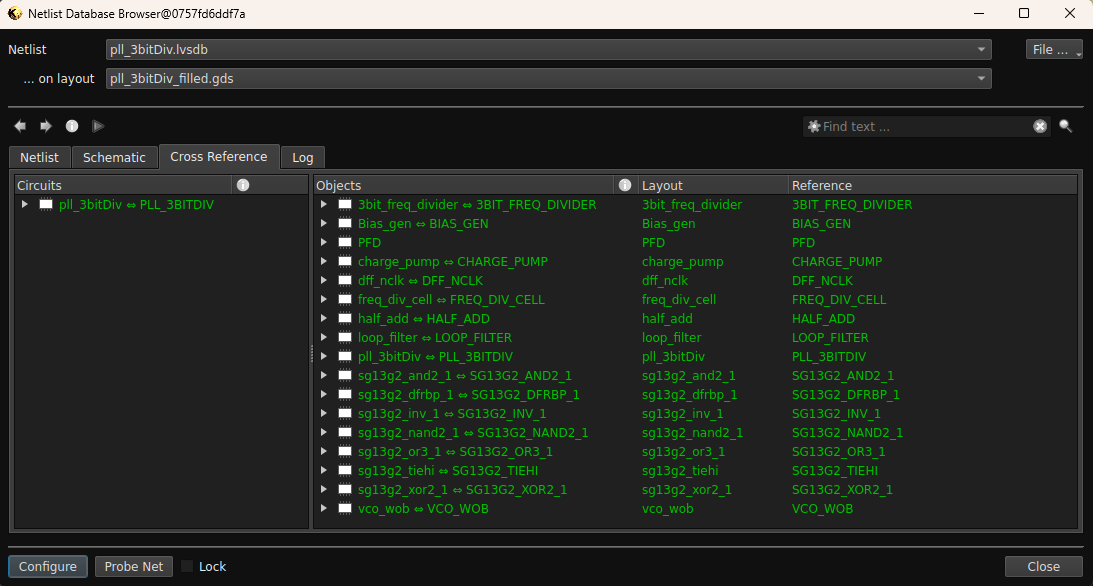 Netlist Database Browser@0757fd6ddf7a
Netlist pll_3bitDiv.lvsdb File ...
... on layout pll_3bitDiv_filled.gds
Find text ...
Netlist Schematic Cross Reference Log
Circuits Objects Layout Reference
pll_3bitDiv ⇔ PLL_3BITDIV
3bit_freq_divider ⇔ 3BIT_FREQ_DIVIDER 3bit_freq_divider 3BIT_FREQ_DIVIDER
Bias_gen ⇔ BIAS_GEN Bias_gen BIAS_GEN
PFD PFD PFD
charge_pump ⇔ CHARGE_PUMP charge_pump CHARGE_PUMP
dff_nclk ⇔ DFF_NCLK dff_nclk DFF_NCLK
freq_div_cell ⇔ FREQ_DIV_CELL freq_div_cell FREQ_DIV_CELL
half_add ⇔ HALF_ADD half_add HALF_ADD
loop_filter ⇔ LOOP_FILTER loop_filter LOOP_FILTER
pll_3bitDiv ⇔ PLL_3BITDIV pll_3bitDiv PLL_3BITDIV
sg13g2_and2_1 ⇔ SG13G2_AND2_1 sg13g2_and2_1 SG13G2_AND2_1
sg13g2_dfrbp_1 ⇔ SG13G2_DFRBP_1 sg13g2_dfrbp_1 SG13G2_DFRBP_1
sg13g2_inv_1 ⇔ SG13G2_INV_1 sg13g2_inv_1 SG13G2_INV_1
sg13g2_nand2_1 ⇔ SG13G2_NAND2_1 sg13g2_nand2_1 SG13G2_NAND2_1
sg13g2_or3_1 ⇔ SG13G2_OR3_1 sg13g2_or3_1 SG13G2_OR3_1
sg13g2_tiehi ⇔ SG13G2_TIEHI sg13g2_tiehi SG13G2_TIEHI
sg13g2_xor2_1 ⇔ SG13G2_XOR2_1 sg13g2_xor2_1 SG13G2_XOR2_1
vco_wob ⇔ VCO_WOB vco_wob VCO_WOB
Configure Probe Net Lock Close